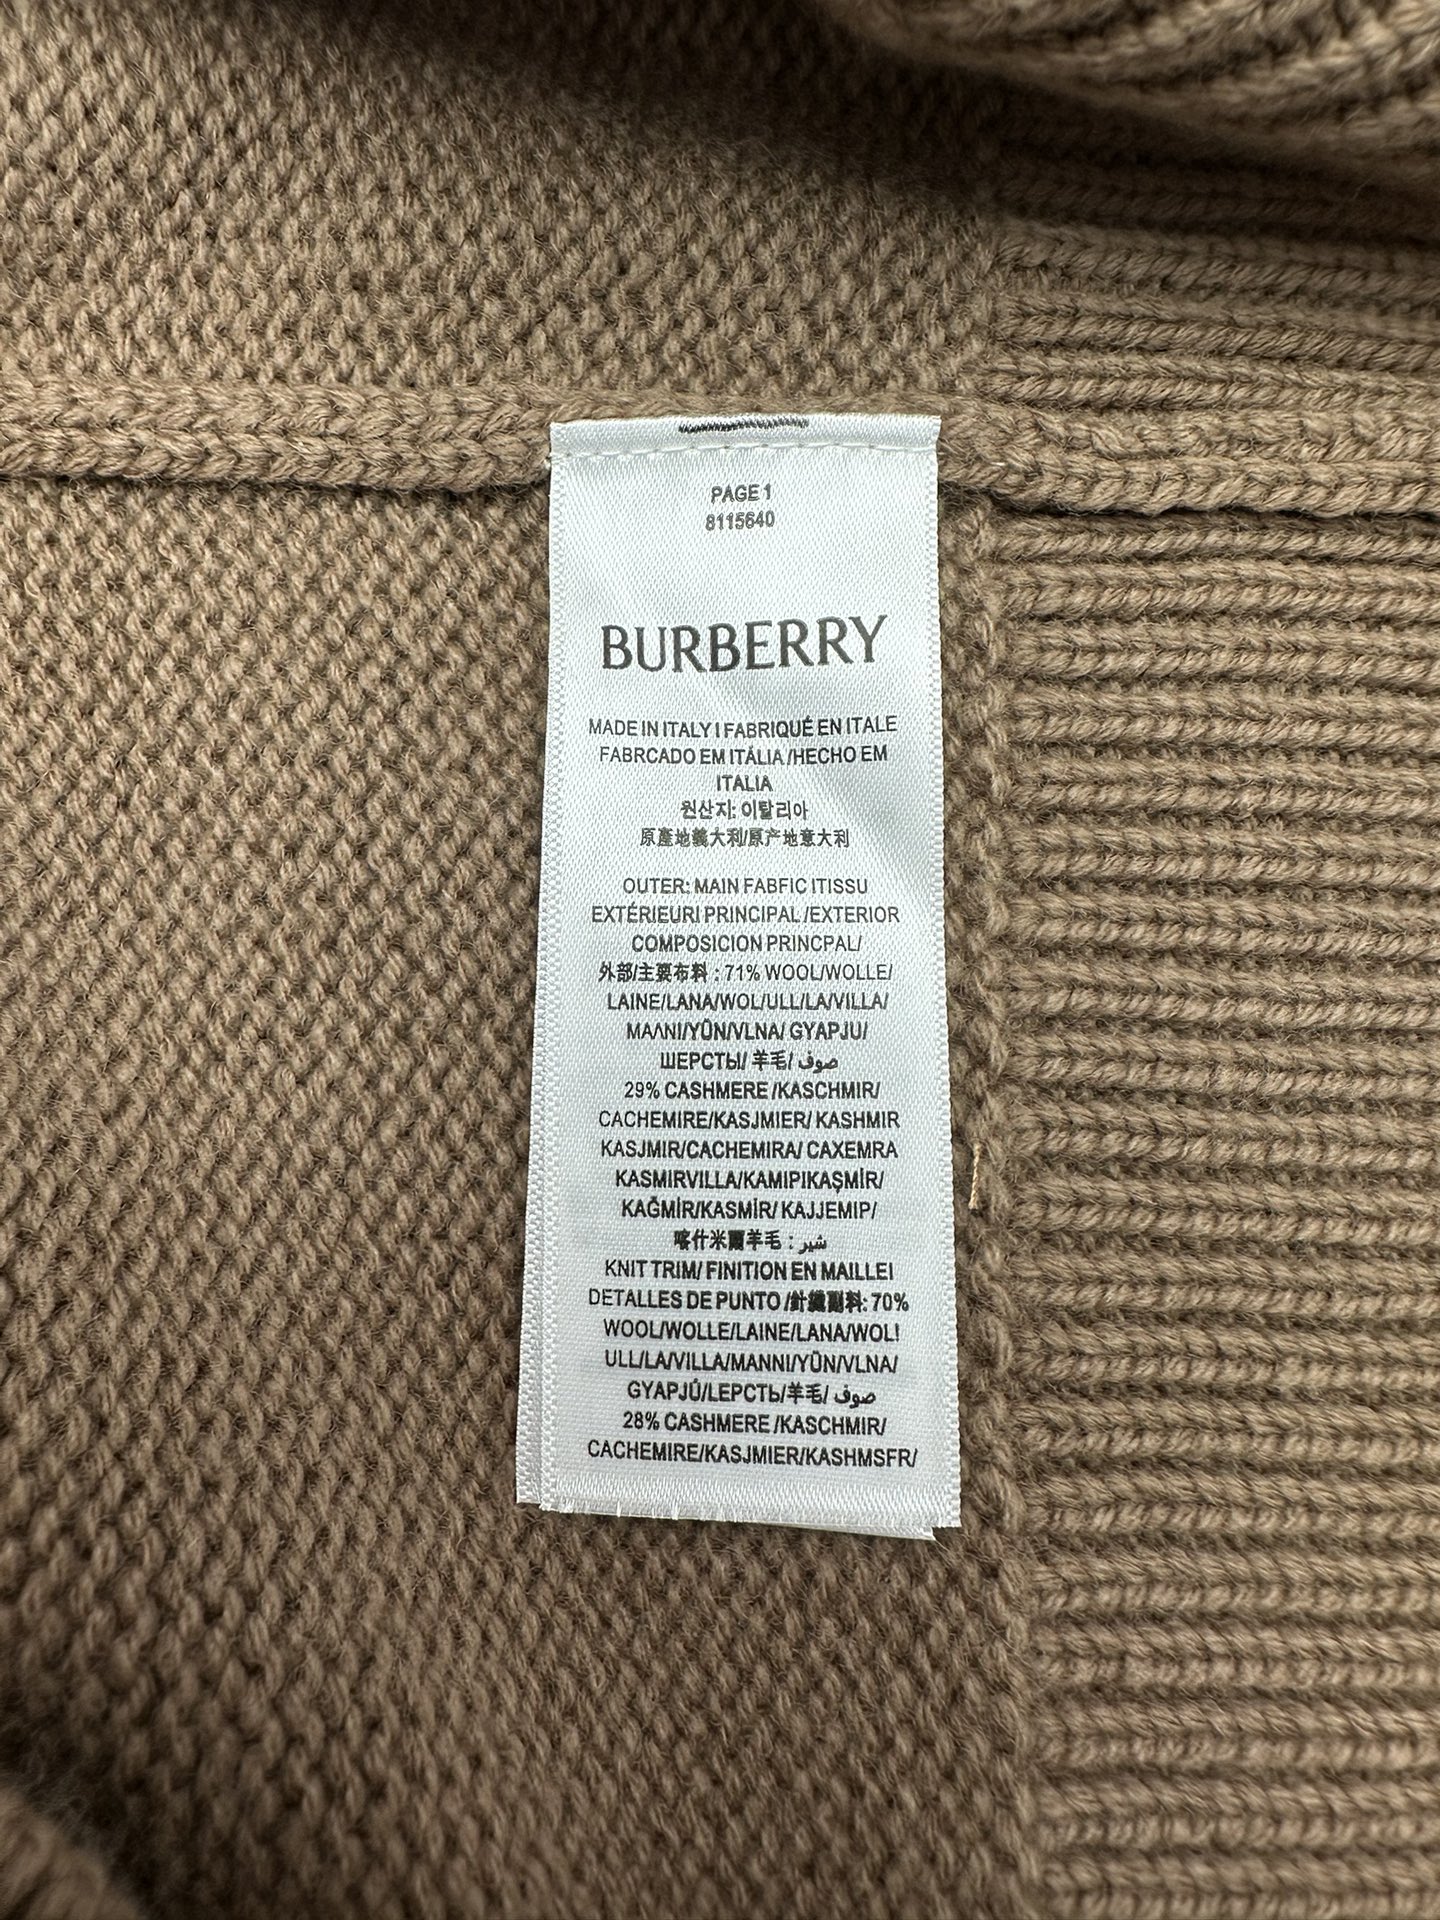 PAGE 1
8115640
BURBERRY
MADE IN ITALY I FABRIQUÉ EN ITALE
FABRCADO EM ITÁLIA /HECHO EM
ITALIA
원산지: 이탈리아
原產地義大利/原产地意大利
OUTER: MAIN FABFIC ITISSU
EXTÉRIEURI PRINCIPAL /EXTERIOR
COMPOSICION PRINCPAL/
外部/主要布料 : 71% WOOL/WOLLE/
LAINE/LANA/WOL/ULL/LA/VILLA/
MAΛNI/YÛN/VLNA/ GYAPJU/
ШЕРСТЫ/ 羊毛/ صوف
29% CASHMERE /KASCHMIR/
CACHEMIRE/KASJMIER/ KASHMIR
KASJMIR/CACHEMIRA/ CAXEMRA
KASMIRVILLA/KAMIPIKAŞMİR/
KAĞMİR/KASMİR/ KAJJEMIP/
喀什米爾羊毛 : شير
KNIT TRIM/ FINITION EN MAILLEI
DETALLES DE PUNTO /針織副料: 70%
WOOL/WOLLE/LAINE/LANA/WOL!
ULL/LA/VILLA/MANNI/YŪN/VLNA/
GYAPJÚ/LEPCTЬ/羊毛/ صوف
28% CASHMERE /KASCHMIR/
CACHEMIRE/KASJMIER/KASHMSFR/